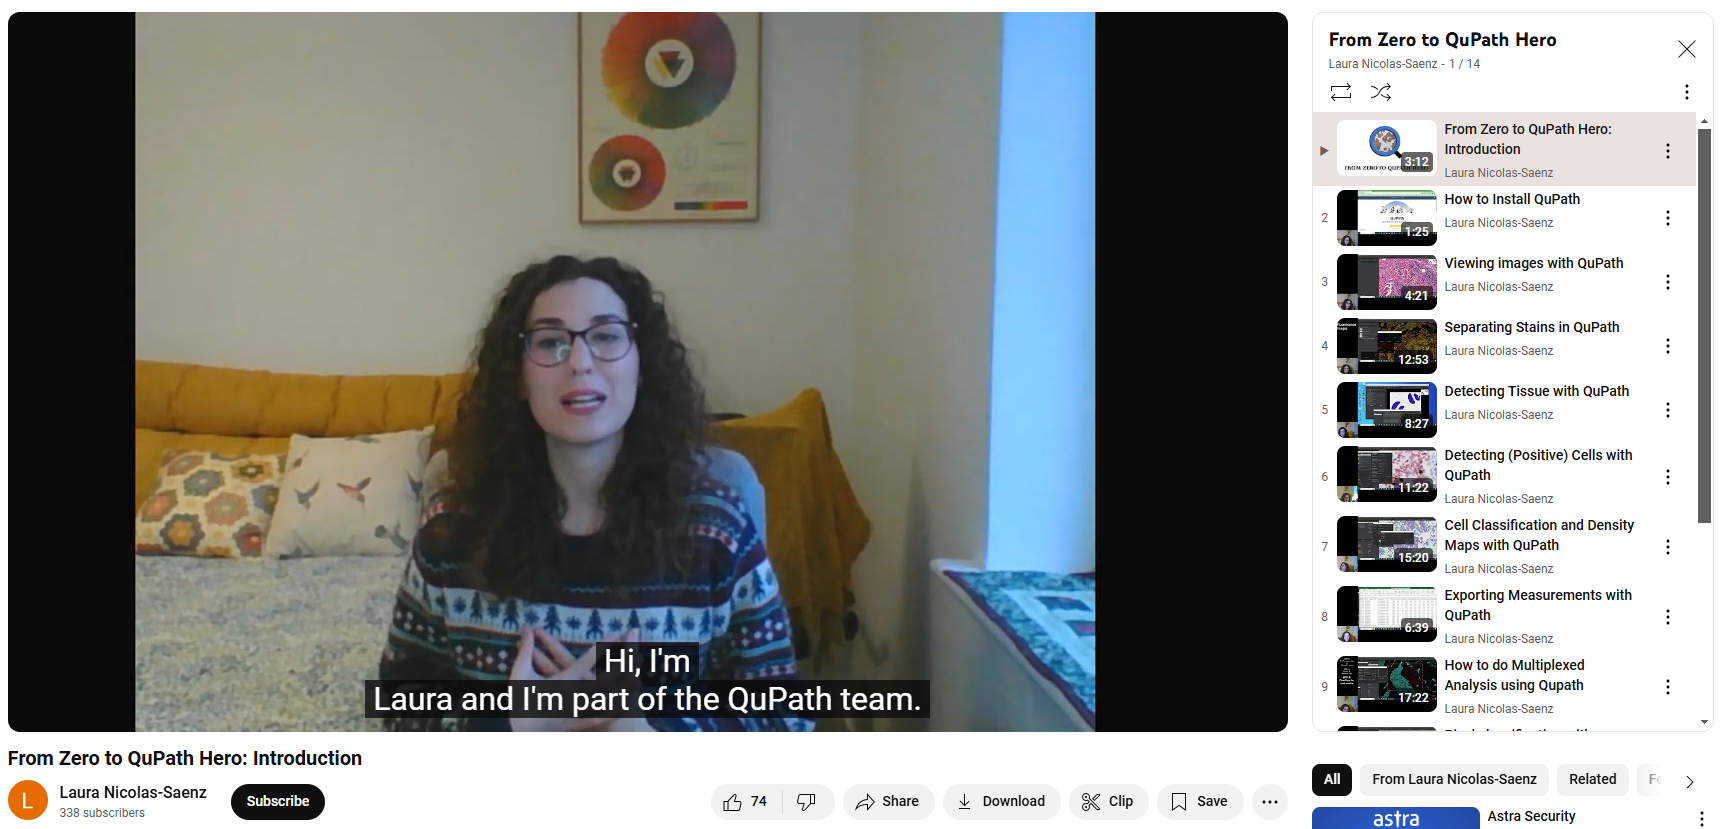 Hi, I'm
Laura and I'm part of the QuPath team.
From Zero to QuPath Hero: Introduction
L
Laura Nicolas-Saenz
338 subscribers
Subscribe
74
Share
Download
Clip
Save
From Zero to QuPath Hero
Laura Nicolas-Saenz - 1 / 14
FROM ZERO TO QUPATH HERO
3:12
From Zero to QuPath Hero:
Introduction
Laura Nicolas-Saenz
2
1:25
How to Install QuPath
Laura Nicolas-Saenz
3
4:21
Viewing images with QuPath
Laura Nicolas-Saenz
4
12:53
Separating Stains in QuPath
Laura Nicolas-Saenz
5
8:27
Detecting Tissue with QuPath
Laura Nicolas-Saenz
6
11:22
Detecting (Positive) Cells with
QuPath
Laura Nicolas-Saenz
7
15:20
Cell Classification and Density
Maps with QuPath
Laura Nicolas-Saenz
8
6:39
Exporting Measurements with
QuPath
Laura Nicolas-Saenz
9
17:22
How to do Multiplexed
Analysis using Qupath
Laura Nicolas-Saenz
All
From Laura Nicolas-Saenz
Related
astra
Astra Security